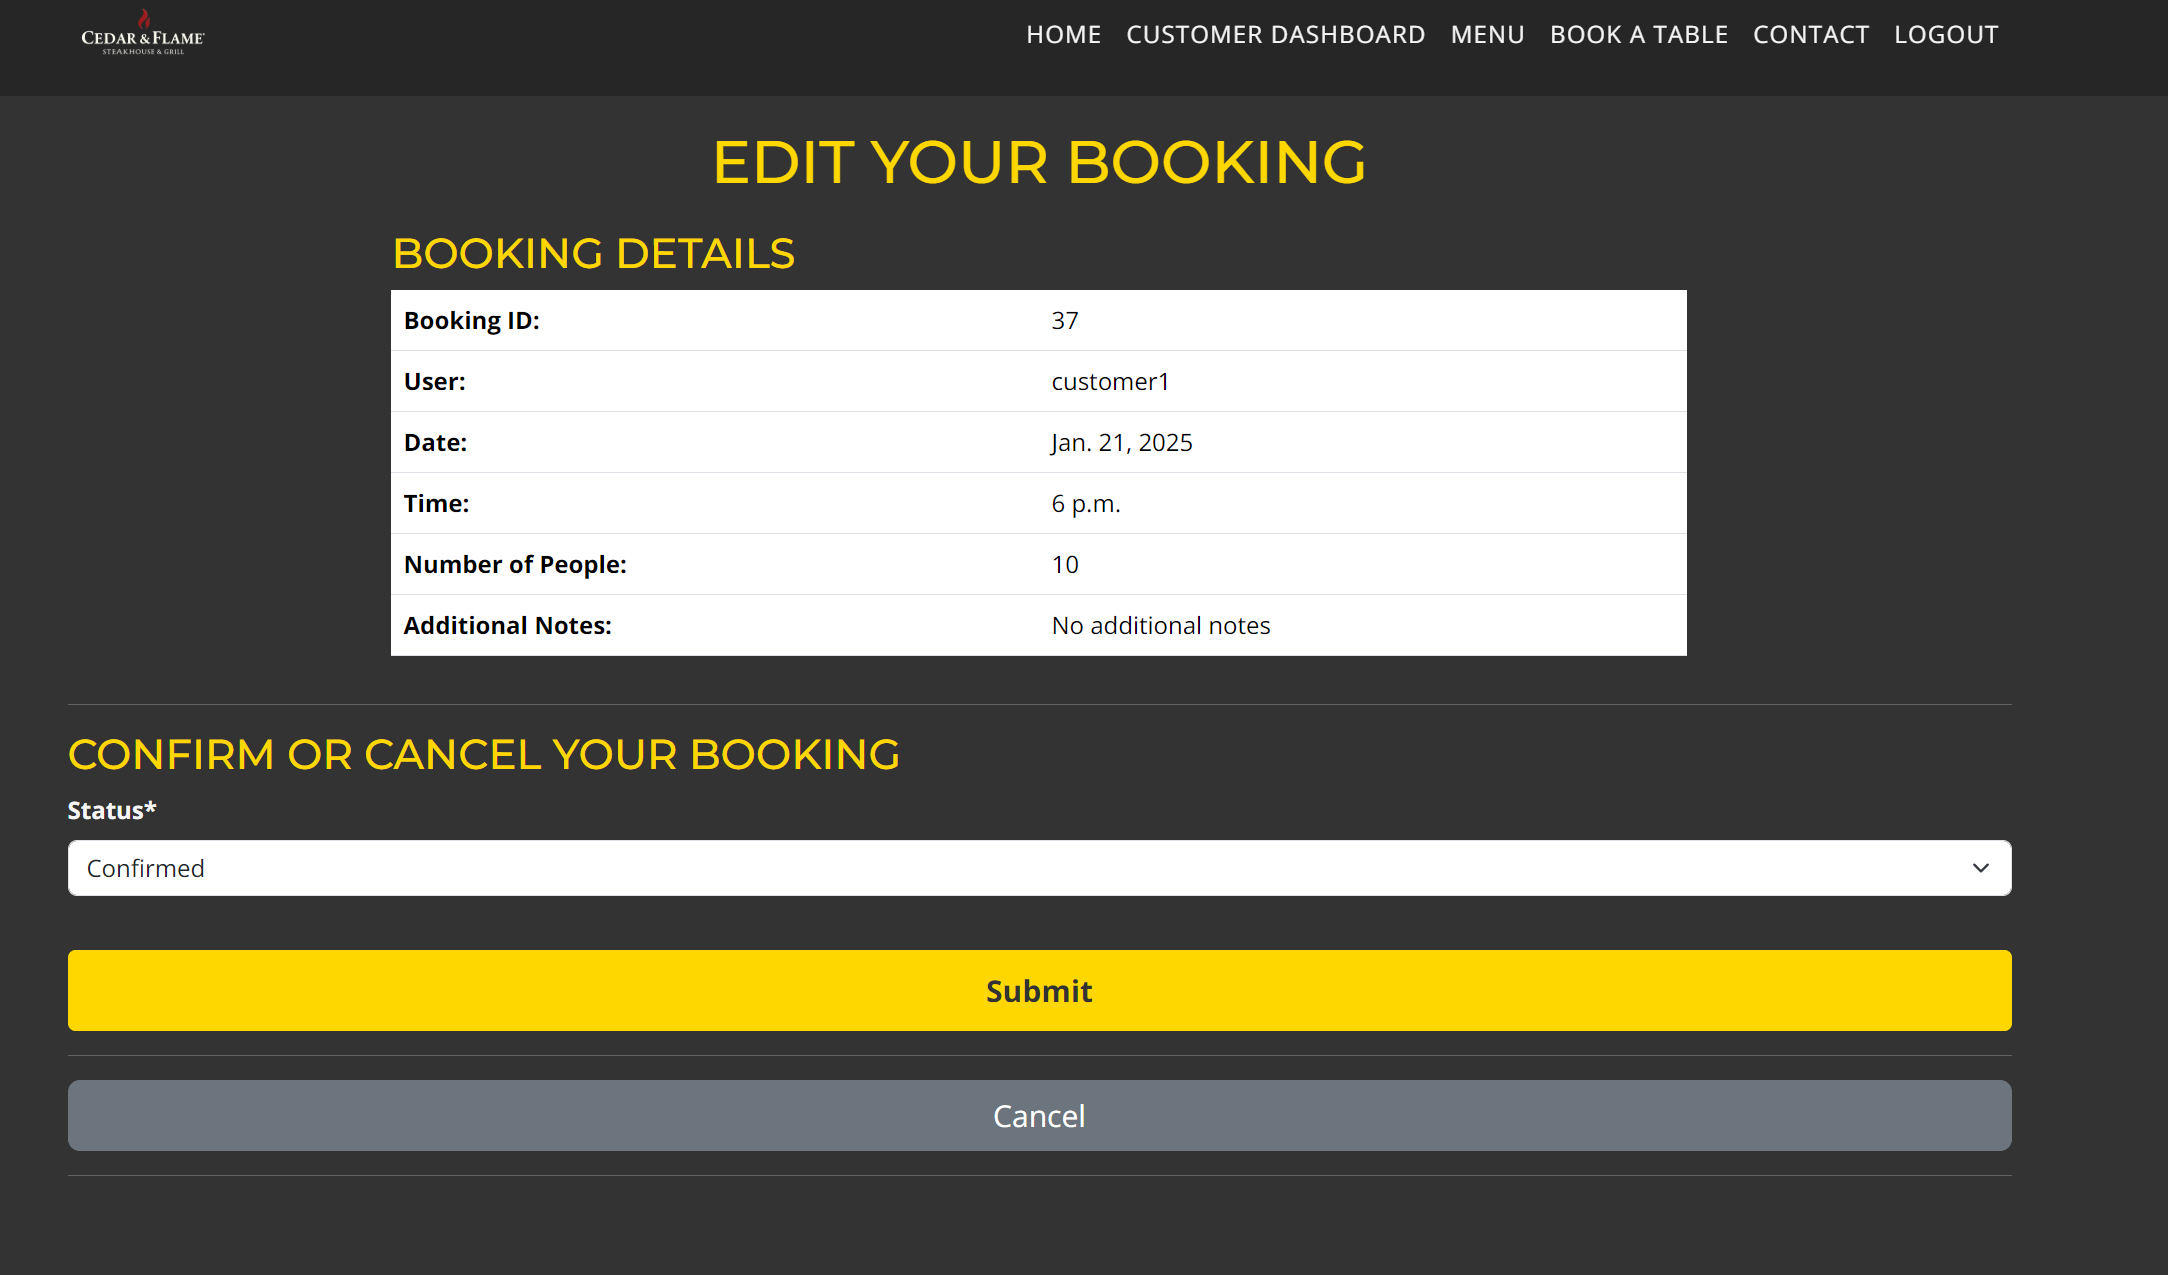 CEDAR & FLAME
STEAKHOUSE & GRILL
HOME CUSTOMER DASHBOARD MENU BOOK A TABLE CONTACT LOGOUT
EDIT YOUR BOOKING
BOOKING DETAILS
Booking ID: 37
User: customer1
Date: Jan. 21, 2025
Time: 6 p.m.
Number of People: 10
Additional Notes: No additional notes
CONFIRM OR CANCEL YOUR BOOKING
Status*
Confirmed
Submit
Cancel